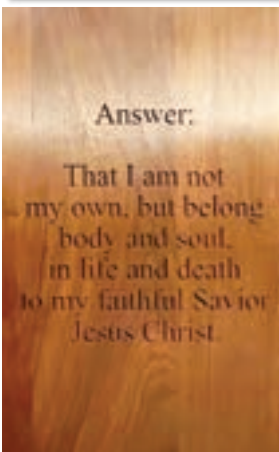 Answer:
That I am not
my own, but belong
body and soul,
in life and death
to my faithful Savior
Jesus Christ.